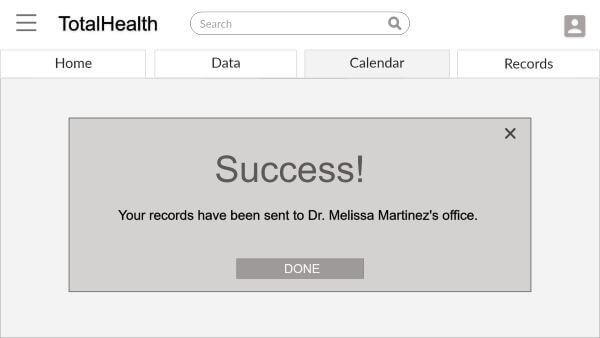 TotalHealth
Search
Home
Data
Calendar
Records
Success!
Your records have been sent to Dr. Melissa Martinez's office.
DONE